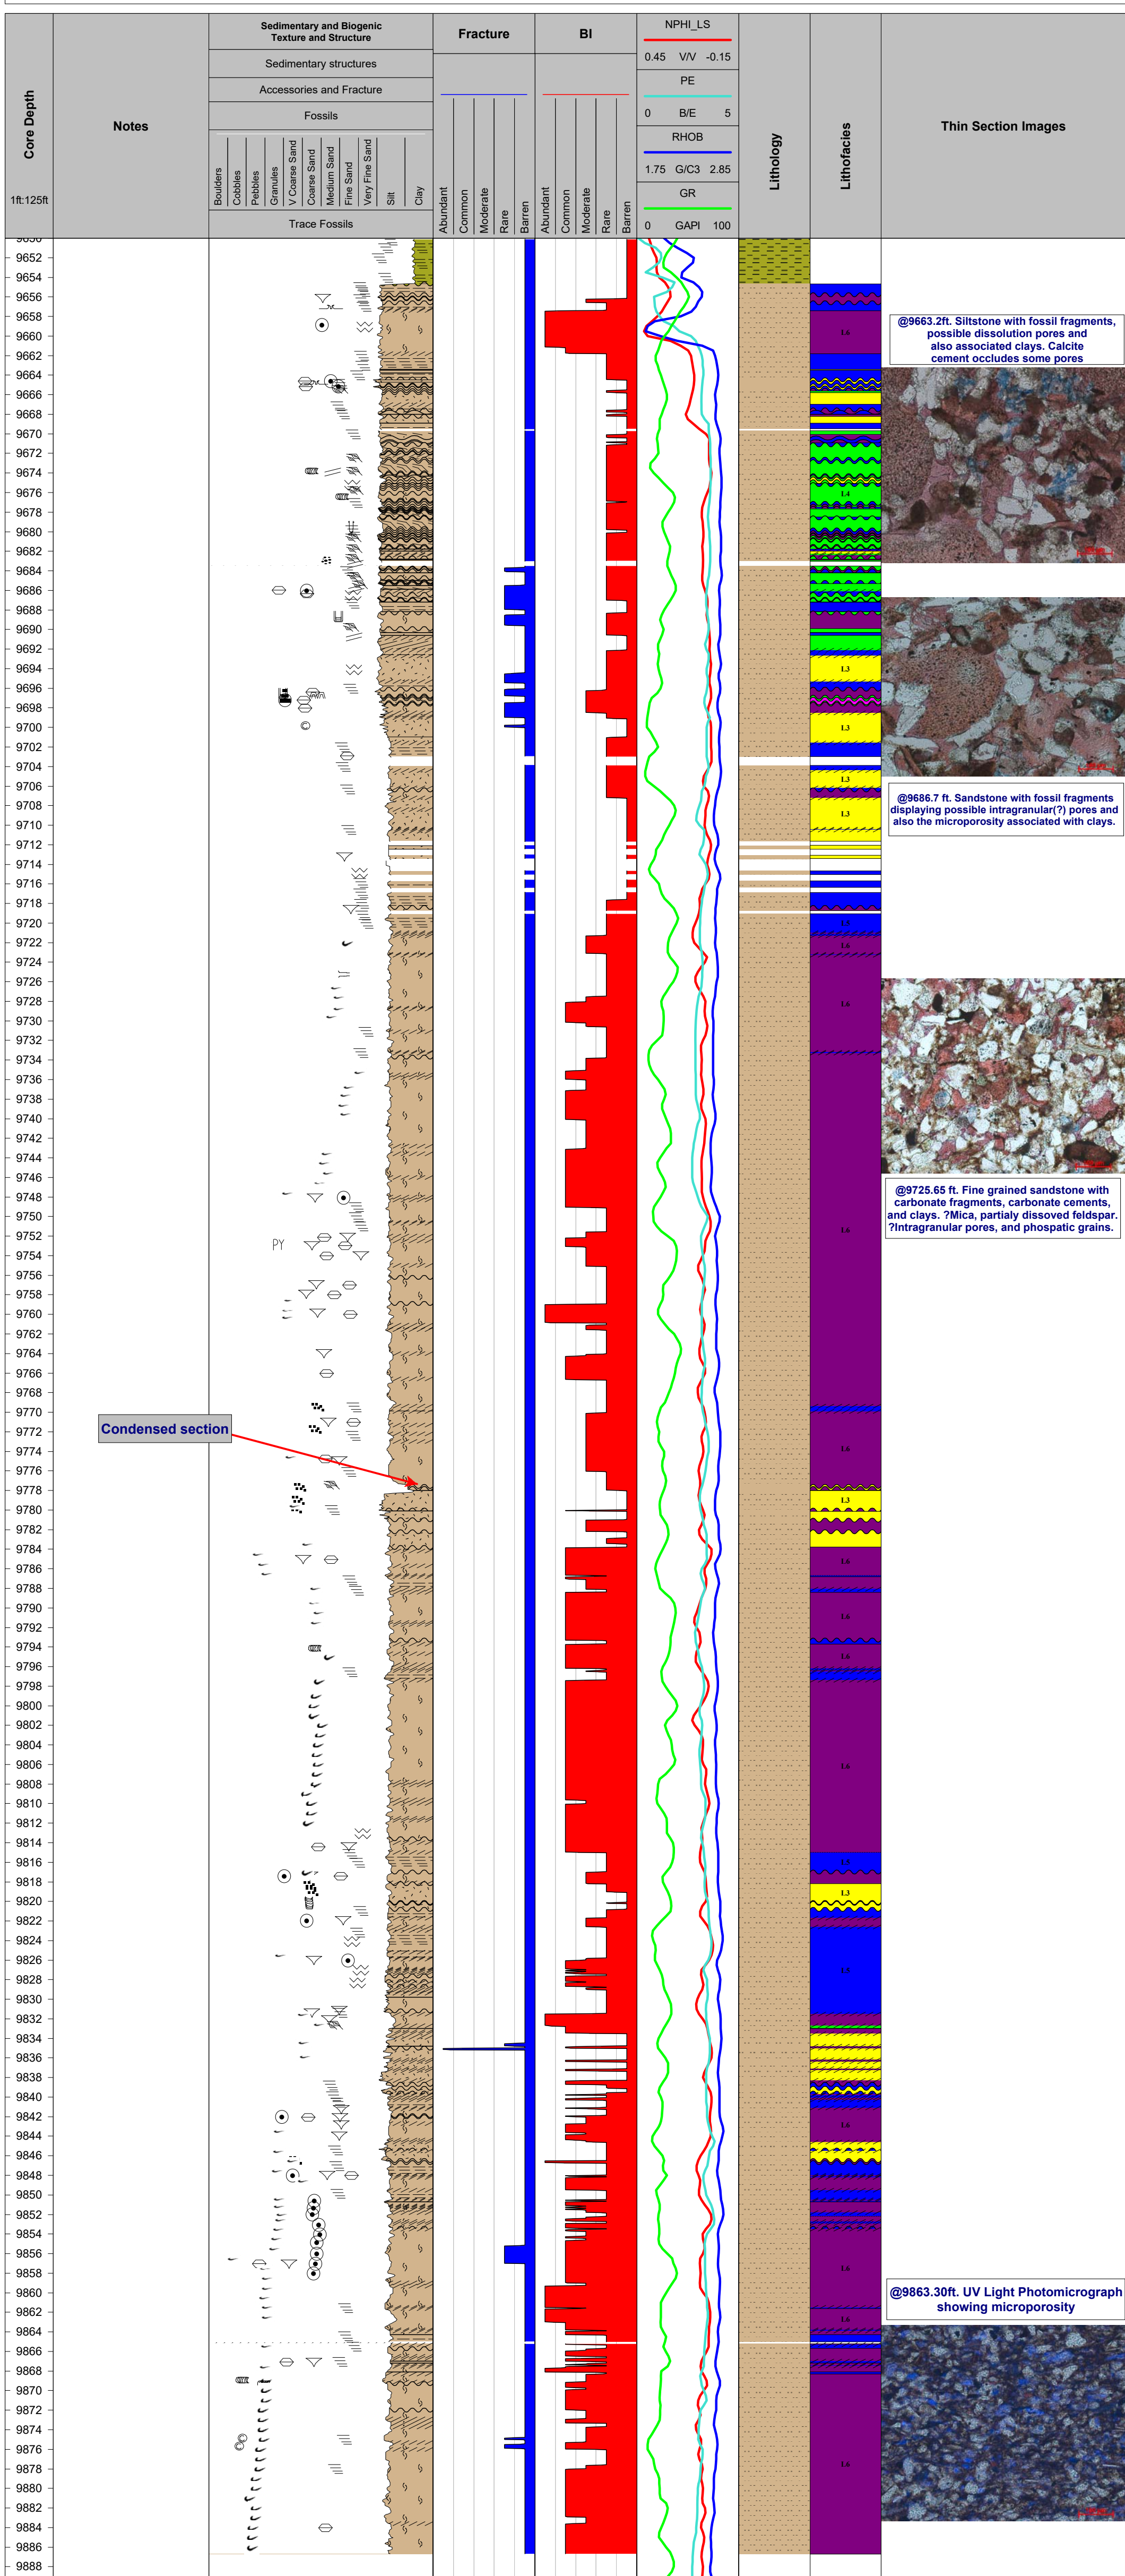 Sedimentary and Biogenic
Texture and Structure
Sedimentary structures
Accessories and Fracture
Fossils
Trace Fossils
Core Depth
1ft:125ft
Notes
Boulders
Cobbles
Pebbles
Granules
V Coarse Sand
Coarse Sand
Medium Sand
Fine Sand
Very Fine Sand
Silt
Clay
Fracture
Abundant
Common
Moderate
Rare
Barren
BI
Abundant
Common
Moderate
Rare
Barren
NPHI_LS
0.45 V/V -0.15
PE
0 B/E 5
RHOB
1.75 G/C3 2.85
GR
0 GAPI 100
Lithology
Lithofacies
Thin Section Images
9650
9652
9654
9656
9658
9660
9662
9664
9666
9668
9670
9672
9674
9676
9678
9680
9682
9684
9686
9688
9690
9692
9694
9696
9698
9700
9702
9704
9706
9708
9710
9712
9714
9716
9718
9720
9722
9724
9726
9728
9730
9732
9734
9736
9738
9740
9742
9744
9746
9748
9750
9752
9754
9756
9758
9760
9762
9764
9766
9768
9770
9772
9774
9776
9778
9780
9782
9784
9786
9788
9790
9792
9794
9796
9798
9800
9802
9804
9806
9808
9810
9812
9814
9816
9818
9820
9822
9824
9826
9828
9830
9832
9834
9836
9838
9840
9842
9844
9846
9848
9850
9852
9854
9856
9858
9860
9862
9864
9866
9868
9870
9872
9874
9876
9878
9880
9882
9884
9886
9888
Condensed section
PY
L6
L4
L3
L3
L3
L3
L6
L6
L6
L6
L3
L6
L6
L6
L6
L3
L3
L6
L6
L6
L6
@9663.2ft. Siltstone with fossil fragments,
possible dissolution pores and
also associated clays. Calcite
cement occludes some pores
@9686.7 ft. Sandstone with fossil fragments
displaying possible intragranular(?) pores and
also the microporosity associated with clays.
@9725.65 ft. Fine grained sandstone with
carbonate fragments, carbonate cements,
and clays. ?Mica, partialy dissoved feldspar.
?Intragranular pores, and phospatic grains.
@9863.30ft. UV Light Photomicrograph
showing microporosity